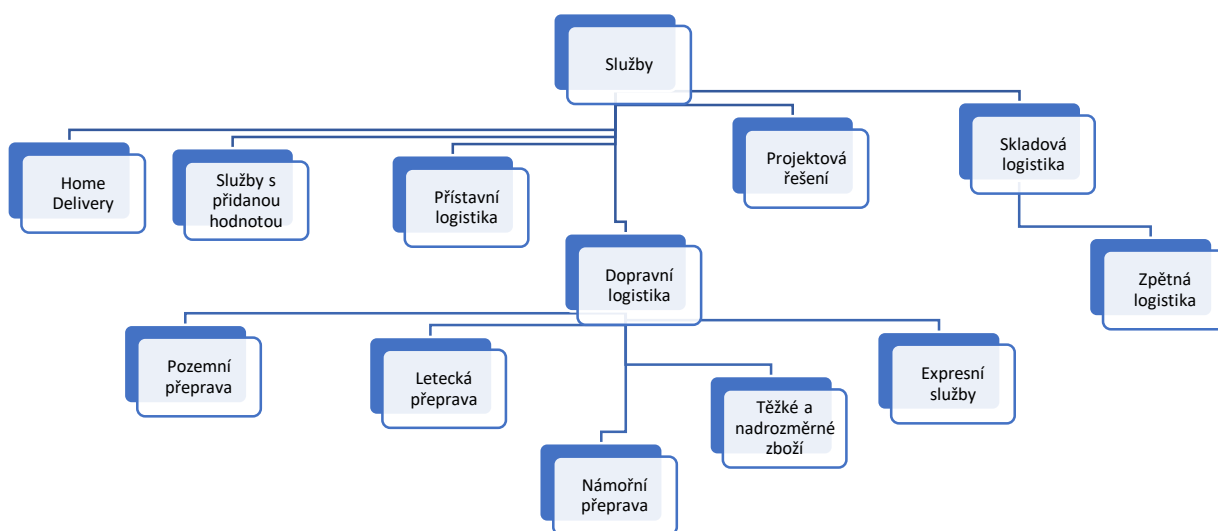 Služby
Home
Delivery
Služby s
přidanou
hodnotou
Přístavní
logistika
Projektová
řešení
Skladová
logistika
Dopravní
logistika
Zpětná
logistika
Pozemní
přeprava
Letecká
přeprava
Námořní
přeprava
Těžké a
nadrozměrné
zboží
Expresní
služby